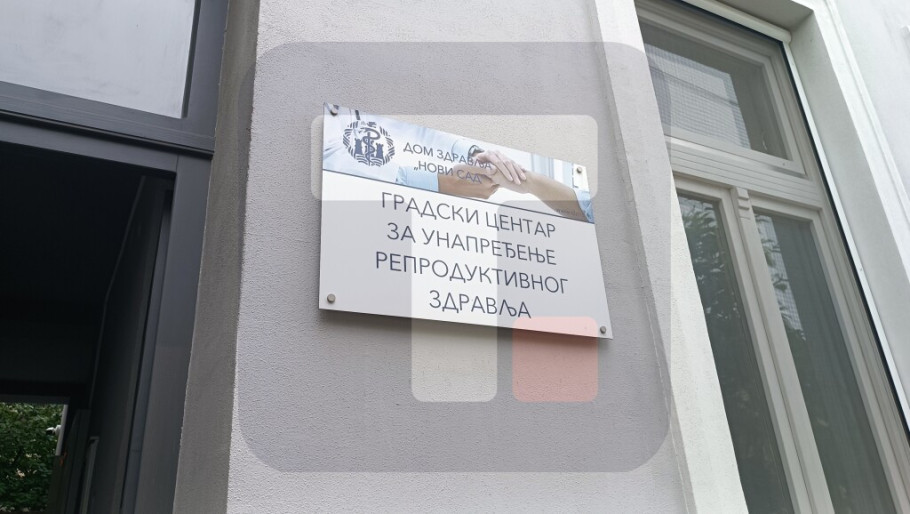 ДОМ ЗДРАВЉА
„НОВИ САД“
ГРАДСКИ ЦЕНТАР
ЗА УНАПРЕЂЕЊЕ
РЕПРОДУКТИВНОГ
ЗДРАВЉА